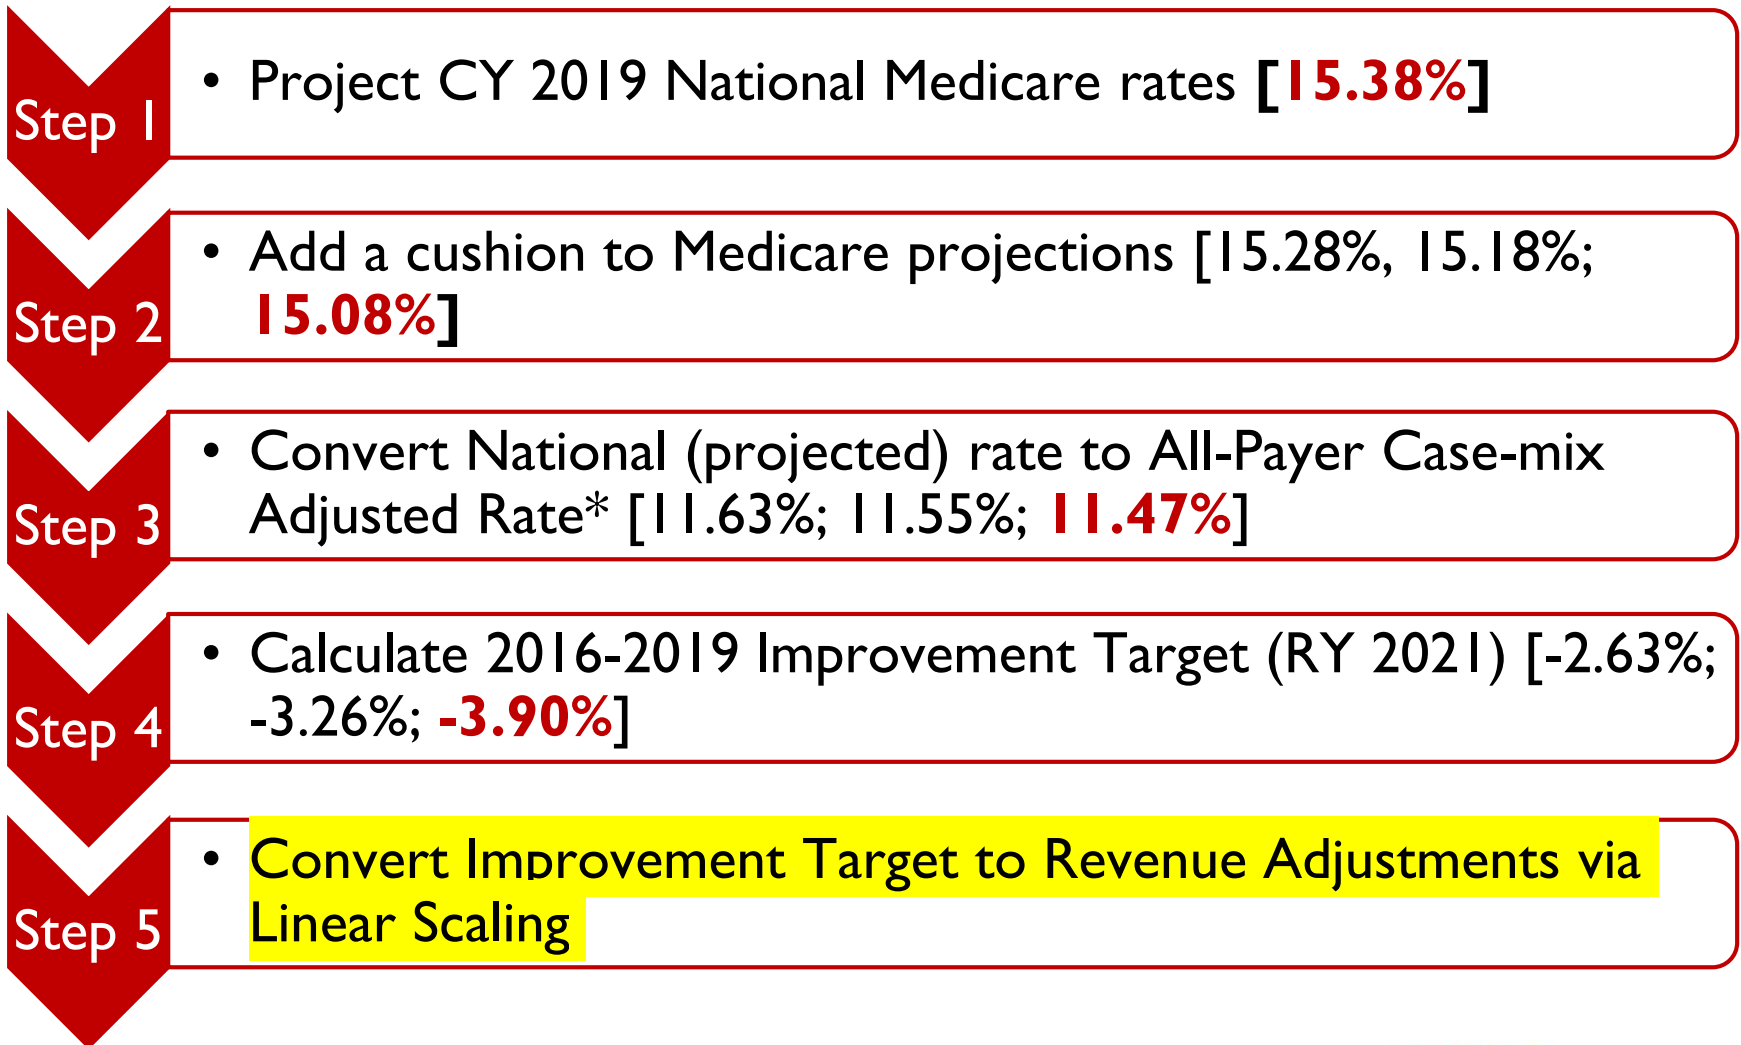 Step 1
• Project CY 2019 National Medicare rates [15.38%]
Step 2
• Add a cushion to Medicare projections [15.28%, 15.18%;
15.08%]
Step 3
• Convert National (projected) rate to All-Payer Case-mix
Adjusted Rate* [11.63%; 11.55%; 11.47%]
Step 4
• Calculate 2016-2019 Improvement Target (RY 2021) [-2.63%;
-3.26%; -3.90%]
Step 5
• Convert Improvement Target to Revenue Adjustments via
Linear Scaling